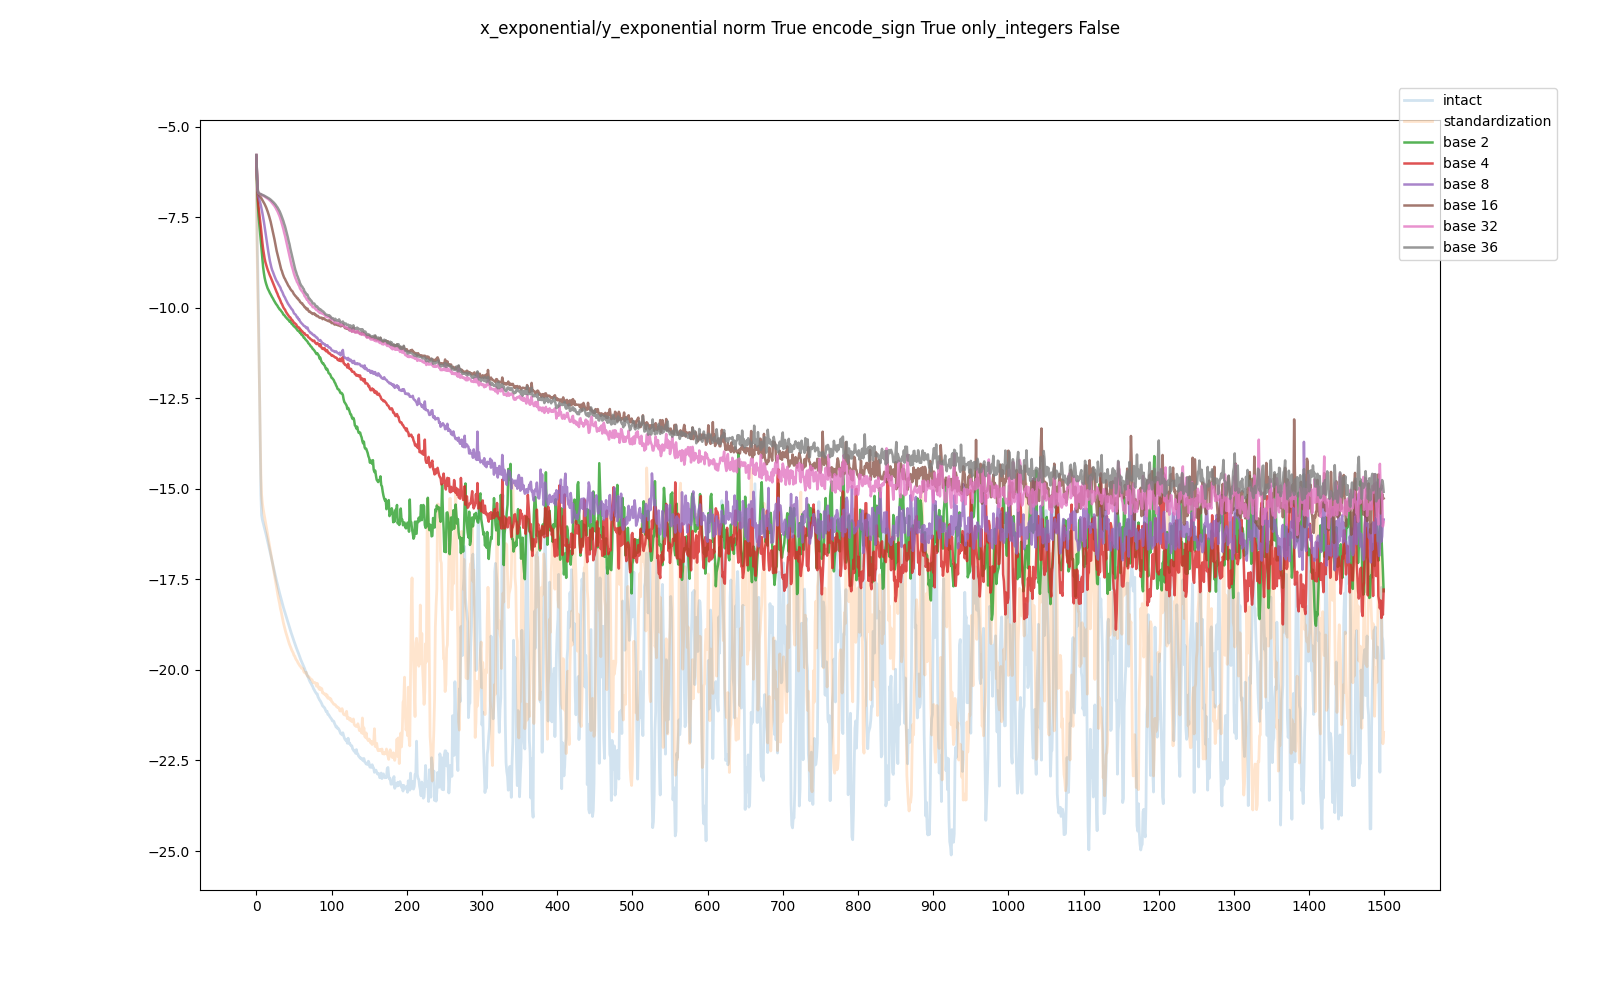 x_exponential/y_exponential norm True encode_sign True only_integers False
intact
standardization
base 2
base 4
base 8
base 16
base 32
base 36
−5.0
−7.5
−10.0
−12.5
−15.0
−17.5
−20.0
−22.5
−25.0
0 100 200 300 400 500 600 700 800 900 1000 1100 1200 1300 1400 1500